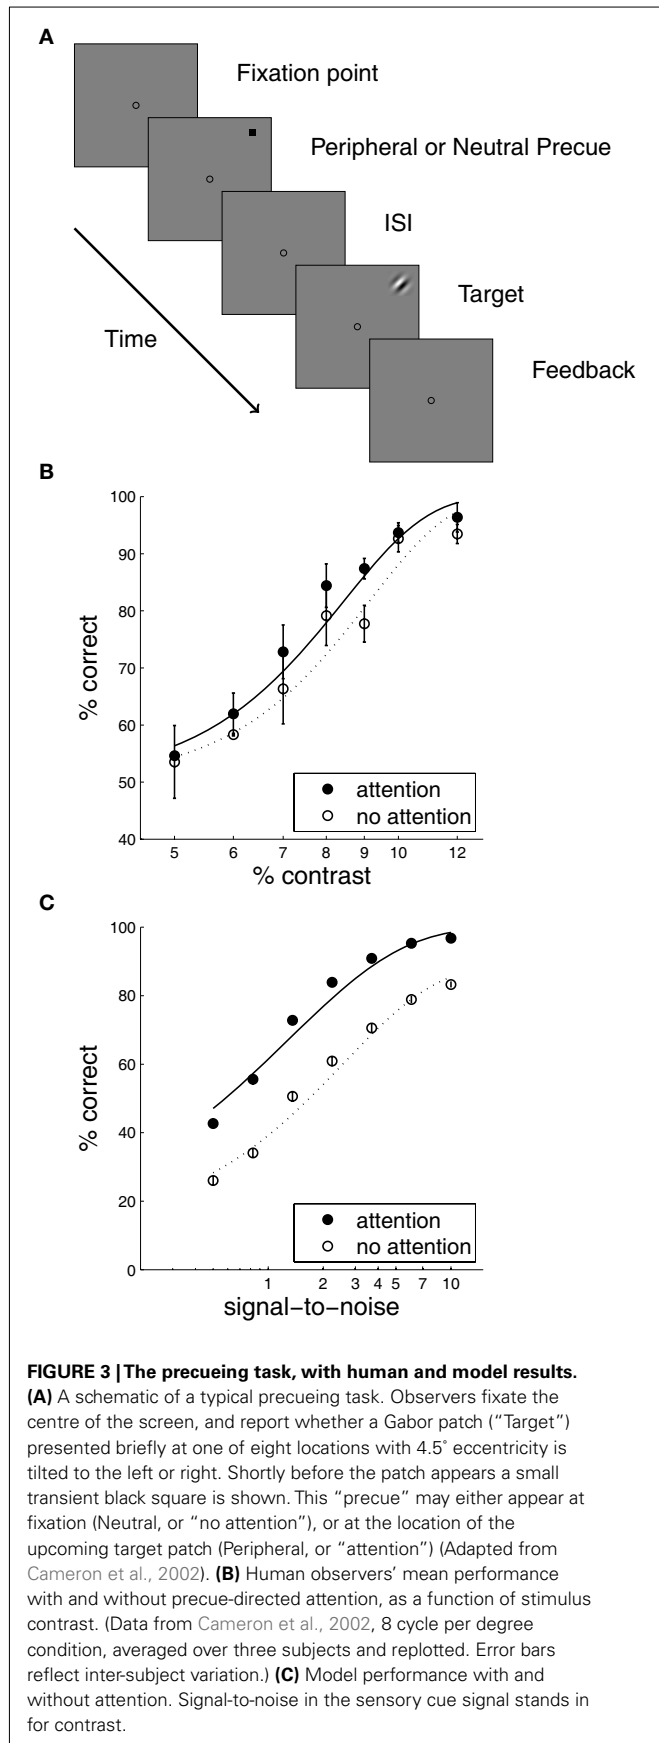 A
Fixation point
Peripheral or Neutral Precue
ISI
Target
Time
Feedback
B
100
90
80
70
60
50
40
% correct
attention
no attention
5 6 7 8 9 10 12
% contrast
C
100
80
60
40
20
0
% correct
attention
no attention
1 2 3 4 5 7 10
signal−to−noise
FIGURE 3 | The precueing task, with human and model results.
(A) A schematic of a typical precueing task. Observers fixate the
centre of the screen, and report whether a Gabor patch (“Target”)
presented briefly at one of eight locations with 4.5° eccentricity is
tilted to the left or right. Shortly before the patch appears a small
transient black square is shown. This “precue” may either appear at
fixation (Neutral, or “no attention”), or at the location of the
upcoming target patch (Peripheral, or “attention”) (Adapted from
Cameron et al., 2002). (B) Human observers’ mean performance
with and without precue-directed attention, as a function of stimulus
contrast. (Data from Cameron et al., 2002, 8 cycle per degree
condition, averaged over three subjects and replotted. Error bars
reflect inter-subject variation.) (C) Model performance with and
without attention. Signal-to-noise in the sensory cue signal stands in
for contrast.